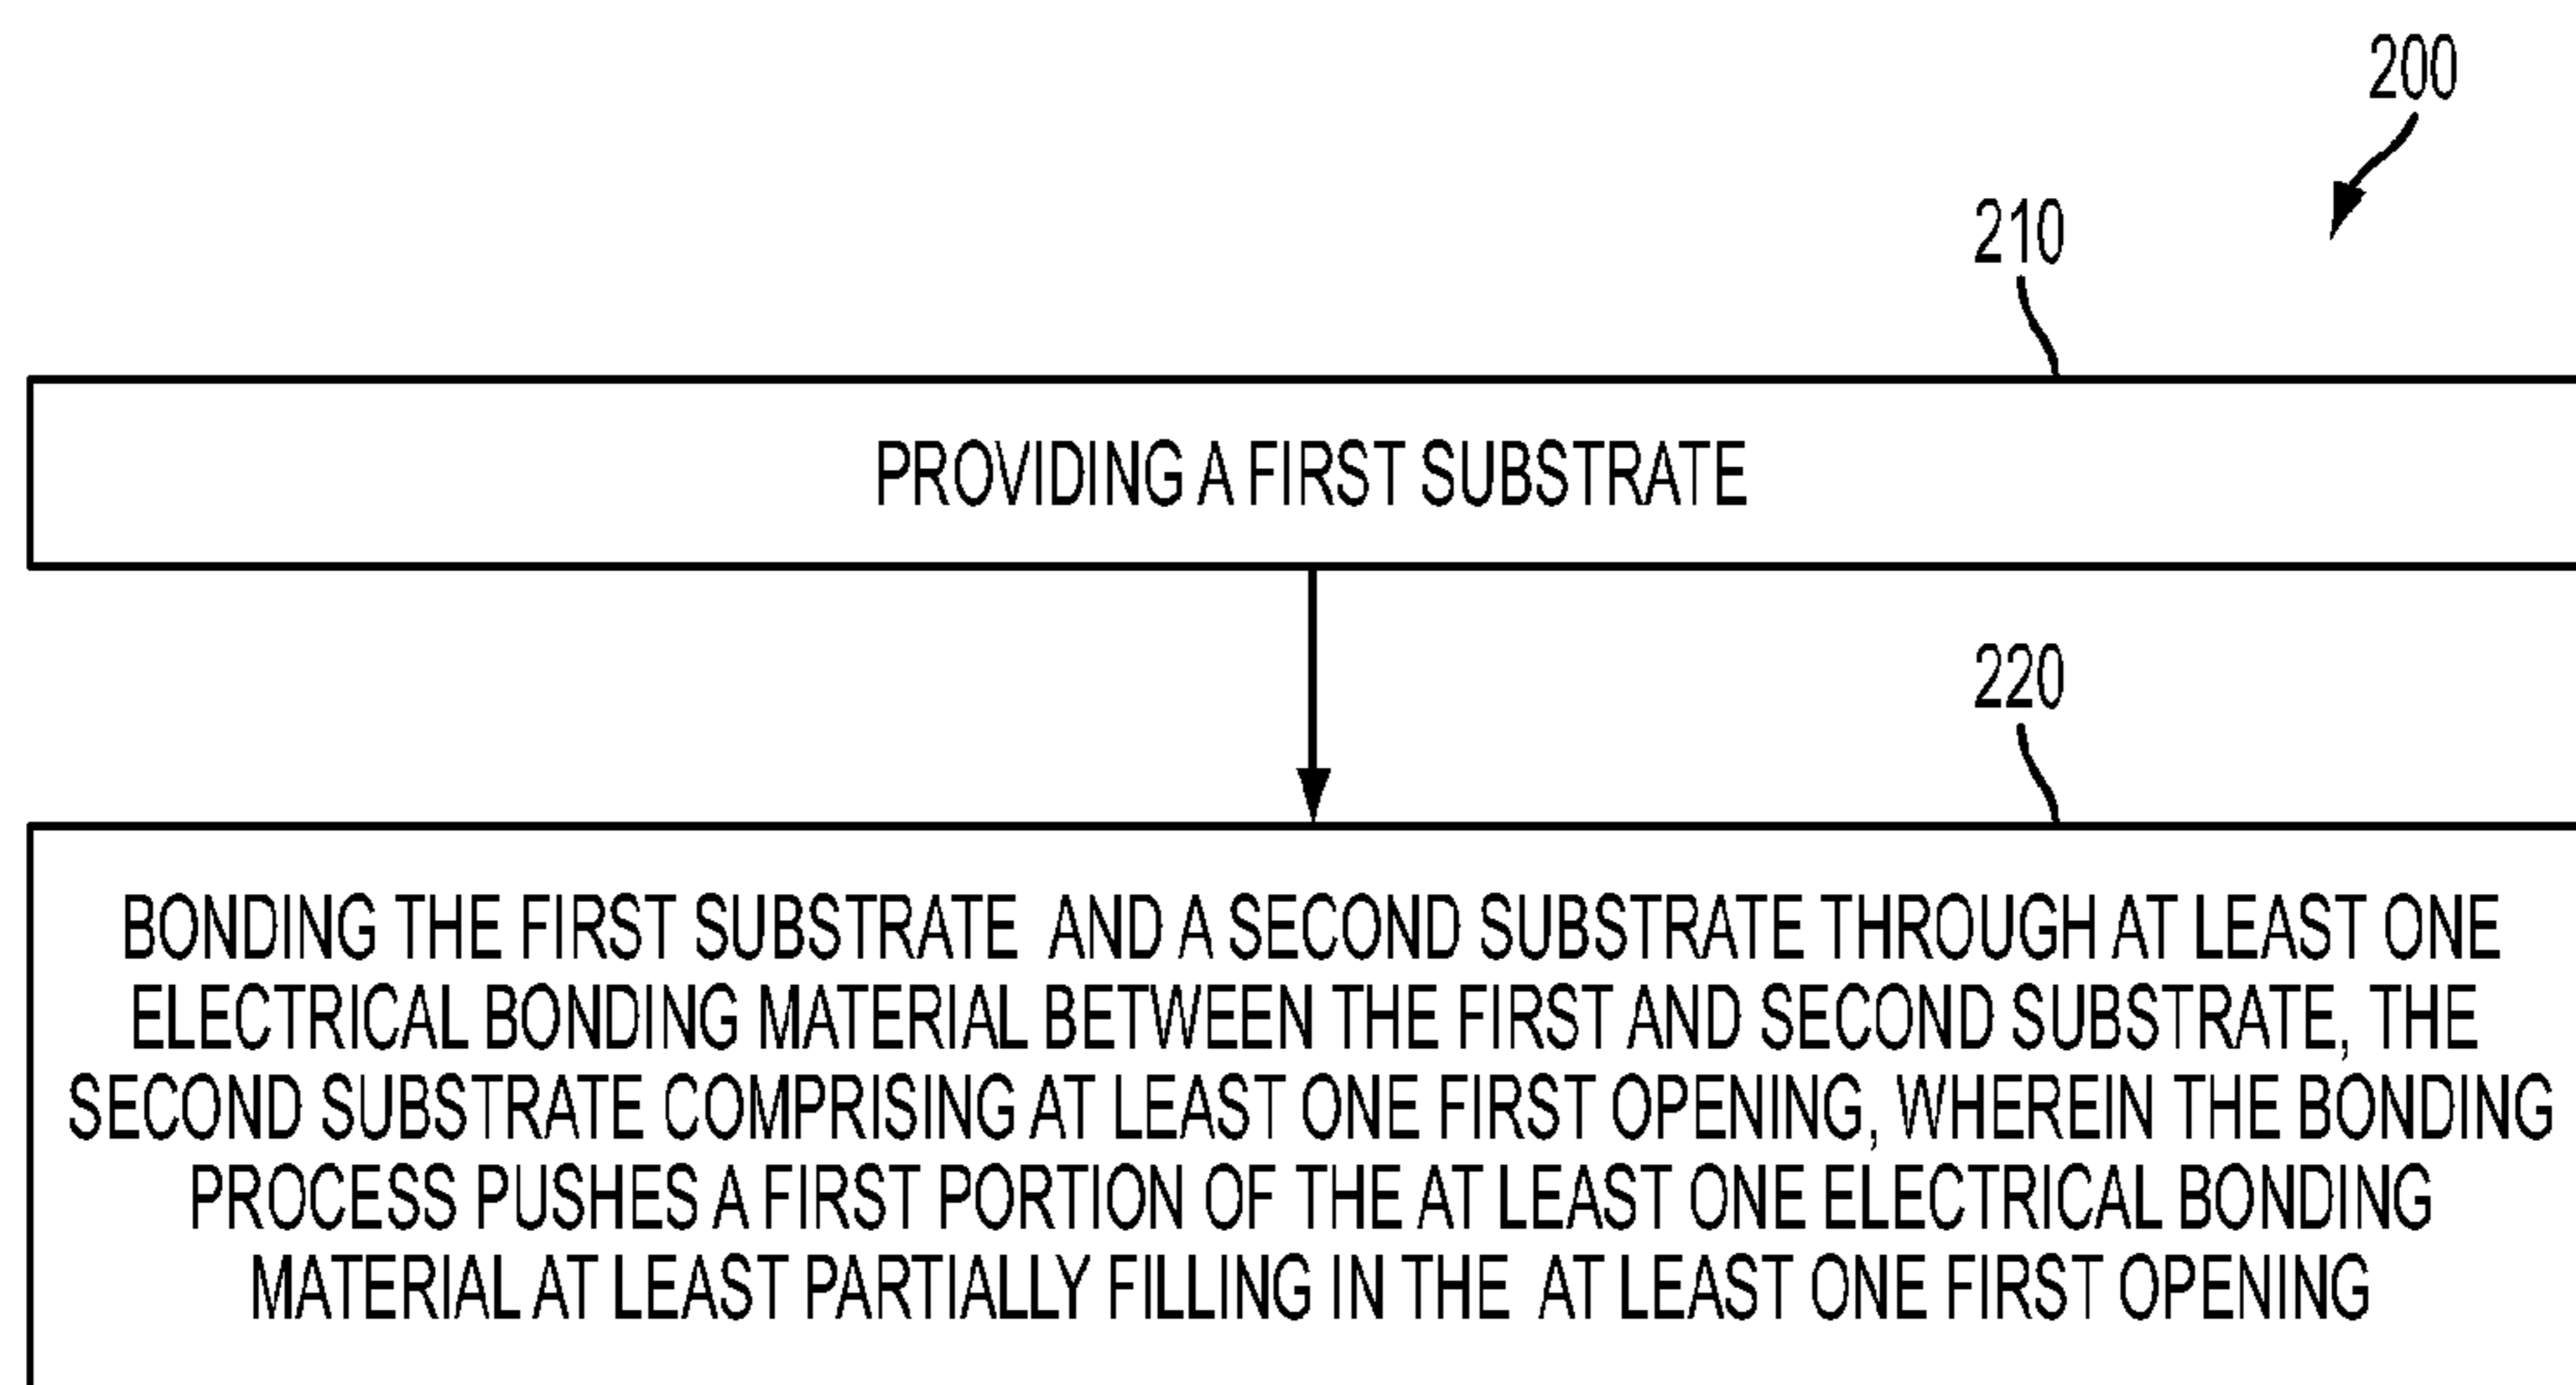 200
210
PROVIDING A FIRST SUBSTRATE
220
BONDING THE FIRST SUBSTRATE AND A SECOND SUBSTRATE THROUGH AT LEAST ONE
ELECTRICAL BONDING MATERIAL BETWEEN THE FIRST AND SECOND SUBSTRATE, THE
SECOND SUBSTRATE COMPRISING AT LEAST ONE FIRST OPENING, WHEREIN THE BONDING
PROCESS PUSHES A FIRST PORTION OF THE AT LEAST ONE ELECTRICAL BONDING
MATERIAL AT LEAST PARTIALLY FILLING IN THE AT LEAST ONE FIRST OPENING